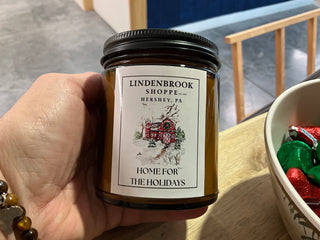 LINDENBROOK
SHOPPE
HERSHEY, PA
HOME FOR
THE HOLIDAYS